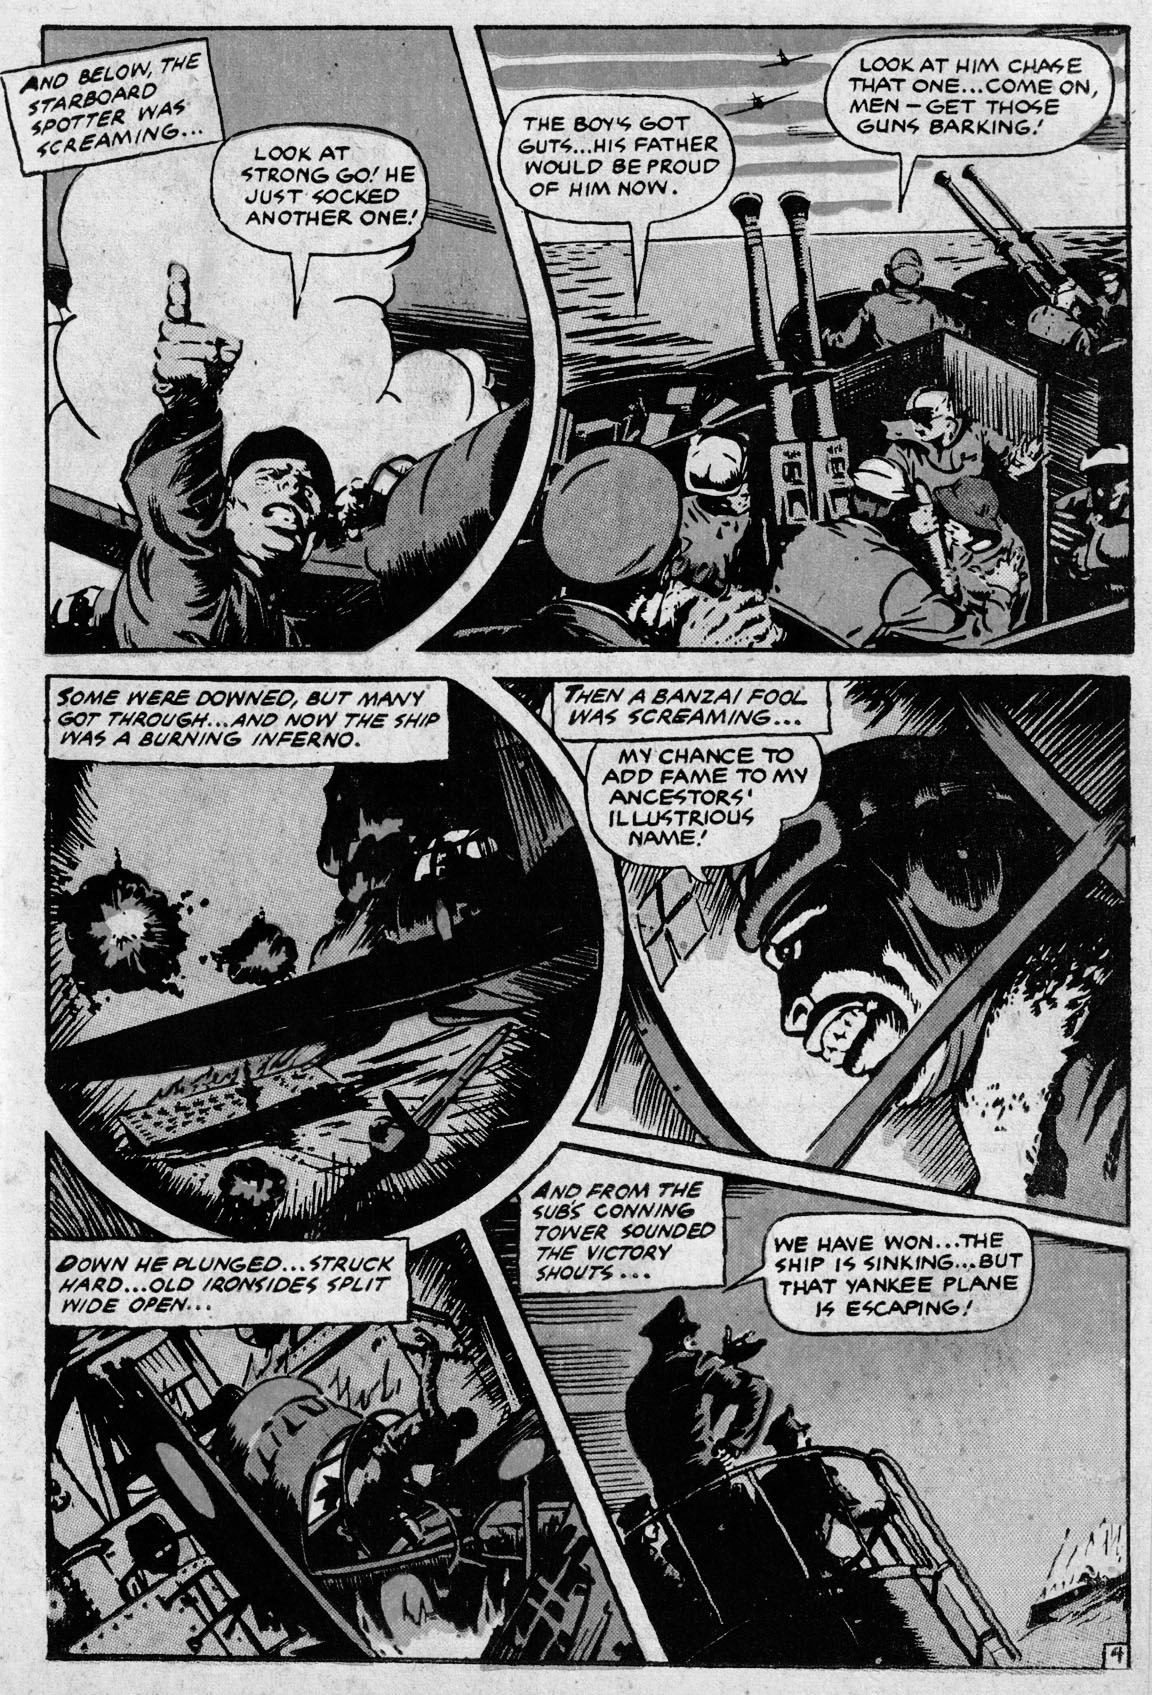 AND BELOW, THE
STARBOARD
SPOTTER WAS
SCREAMING...
LOOK AT
STRONG GO! HE
JUST SOCKED
ANOTHER ONE!
THE BOY'S GOT
GUTS...HIS FATHER
WOULD BE PROUD
OF HIM NOW.
LOOK AT HIM CHASE
THAT ONE...COME ON,
MEN - GET THOSE
GUNS BARKING!
SOME WERE DOWNED, BUT MANY
GOT THROUGH...AND NOW THE SHIP
WAS A BURNING INFERNO.
THEN A BANZAI FOOL
WAS SCREAMING...
MY CHANCE TO
ADD FAME TO MY
ANCESTORS'
ILLUSTRIOUS
NAME!
DOWN HE PLUNGED...STRUCK
HARD...OLD IRONSIDES SPLIT
WIDE OPEN...
AND FROM THE
SUB'S CONNING
TOWER SOUNDED
THE VICTORY
SHOUTS...
WE HAVE WON...THE
SHIP IS SINKING...BUT
THAT YANKEE PLANE
IS ESCAPING!
4